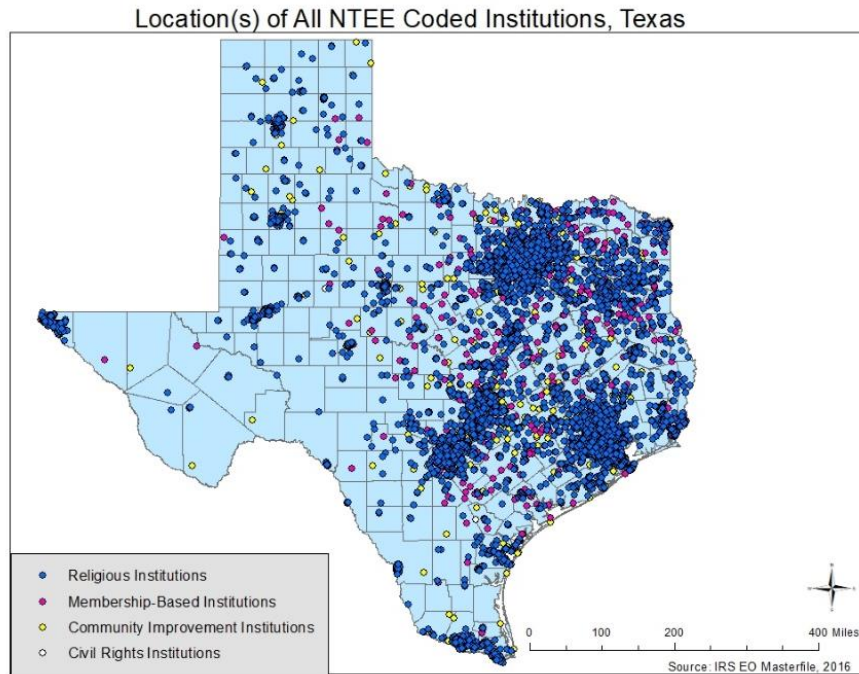 Location(s) of All NTEE Coded Institutions, Texas
Religious Institutions
Membership-Based Institutions
Community Improvement Institutions
Civil Rights Institutions
0 100 200 400 Miles
Source: IRS EO Masterfile, 2016